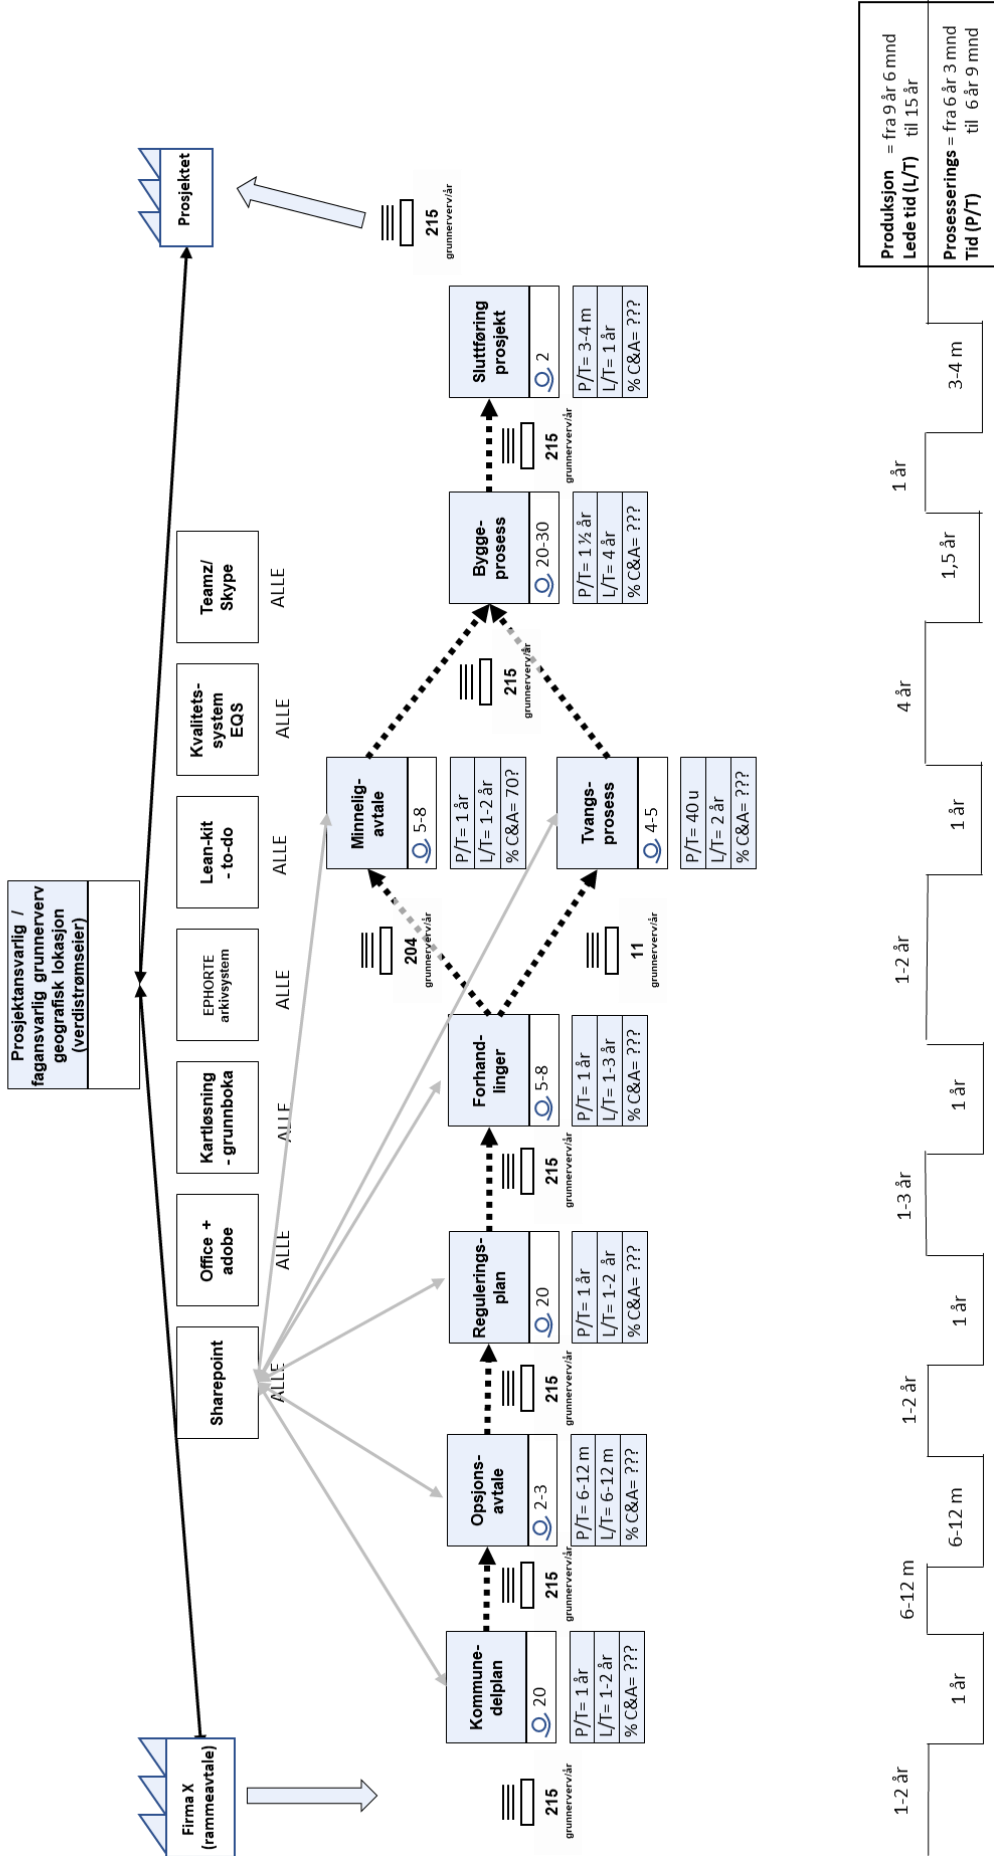 Prosjektansvarlig /
fagansvarlig grunnerverv
geografisk lokasjon
(verdistrømseier)
Firma X
(rammeavtale)
Prosjektet
Sharepoint
ALLE
Office +
adobe
ALLE
Kartløsning
- grunnboka
ALLE
EPHORTE
arkivsystem
ALLE
Lean-kit
- to-do
ALLE
Kvalitets-
system
EQS
ALLE
Teamz/
Skype
ALLE
215
grunnerverv/år
Kommune-
delplan
20
P/T= 1 år
L/T= 1-2 år
% C&A= ???
215
grunnerverv/år
Opsjons-
avtale
2-3
P/T= 6-12 m
L/T= 6-12 m
% C&A= ???
215
grunnerverv/år
Regulerings-
plan
20
P/T= 1 år
L/T= 1-2 år
% C&A= ???
215
grunnerverv/år
Forhand-
linger
5-8
P/T= 1 år
L/T= 1-3 år
% C&A= ???
204
grunnerverv/år
Minnelig-
avtale
5-8
P/T= 1 år
L/T= 1-2 år
% C&A= 70?
11
grunnerverv/år
Tvangs-
prosess
4-5
P/T= 40 u
L/T= 2 år
% C&A= ???
215
grunnerverv/år
Bygge-
prosess
20-30
P/T= 1 ½ år
L/T= 4 år
% C&A= ???
215
grunnerverv/år
Sluttføring
prosjekt
2
P/T= 3-4 m
L/T= 1 år
% C&A= ???
215
grunnerverv/år
1-2 år
1 år
6-12 m
6-12 m
1-2 år
1 år
1-3 år
1 år
1-2 år
1 år
4 år
1,5 år
1 år
3-4 m
Produksjon = fra 9 år 6 mnd
Lede tid (L/T) til 15 år
Prosesserings = fra 6 år 3 mnd
Tid (P/T) til 6 år 9 mnd